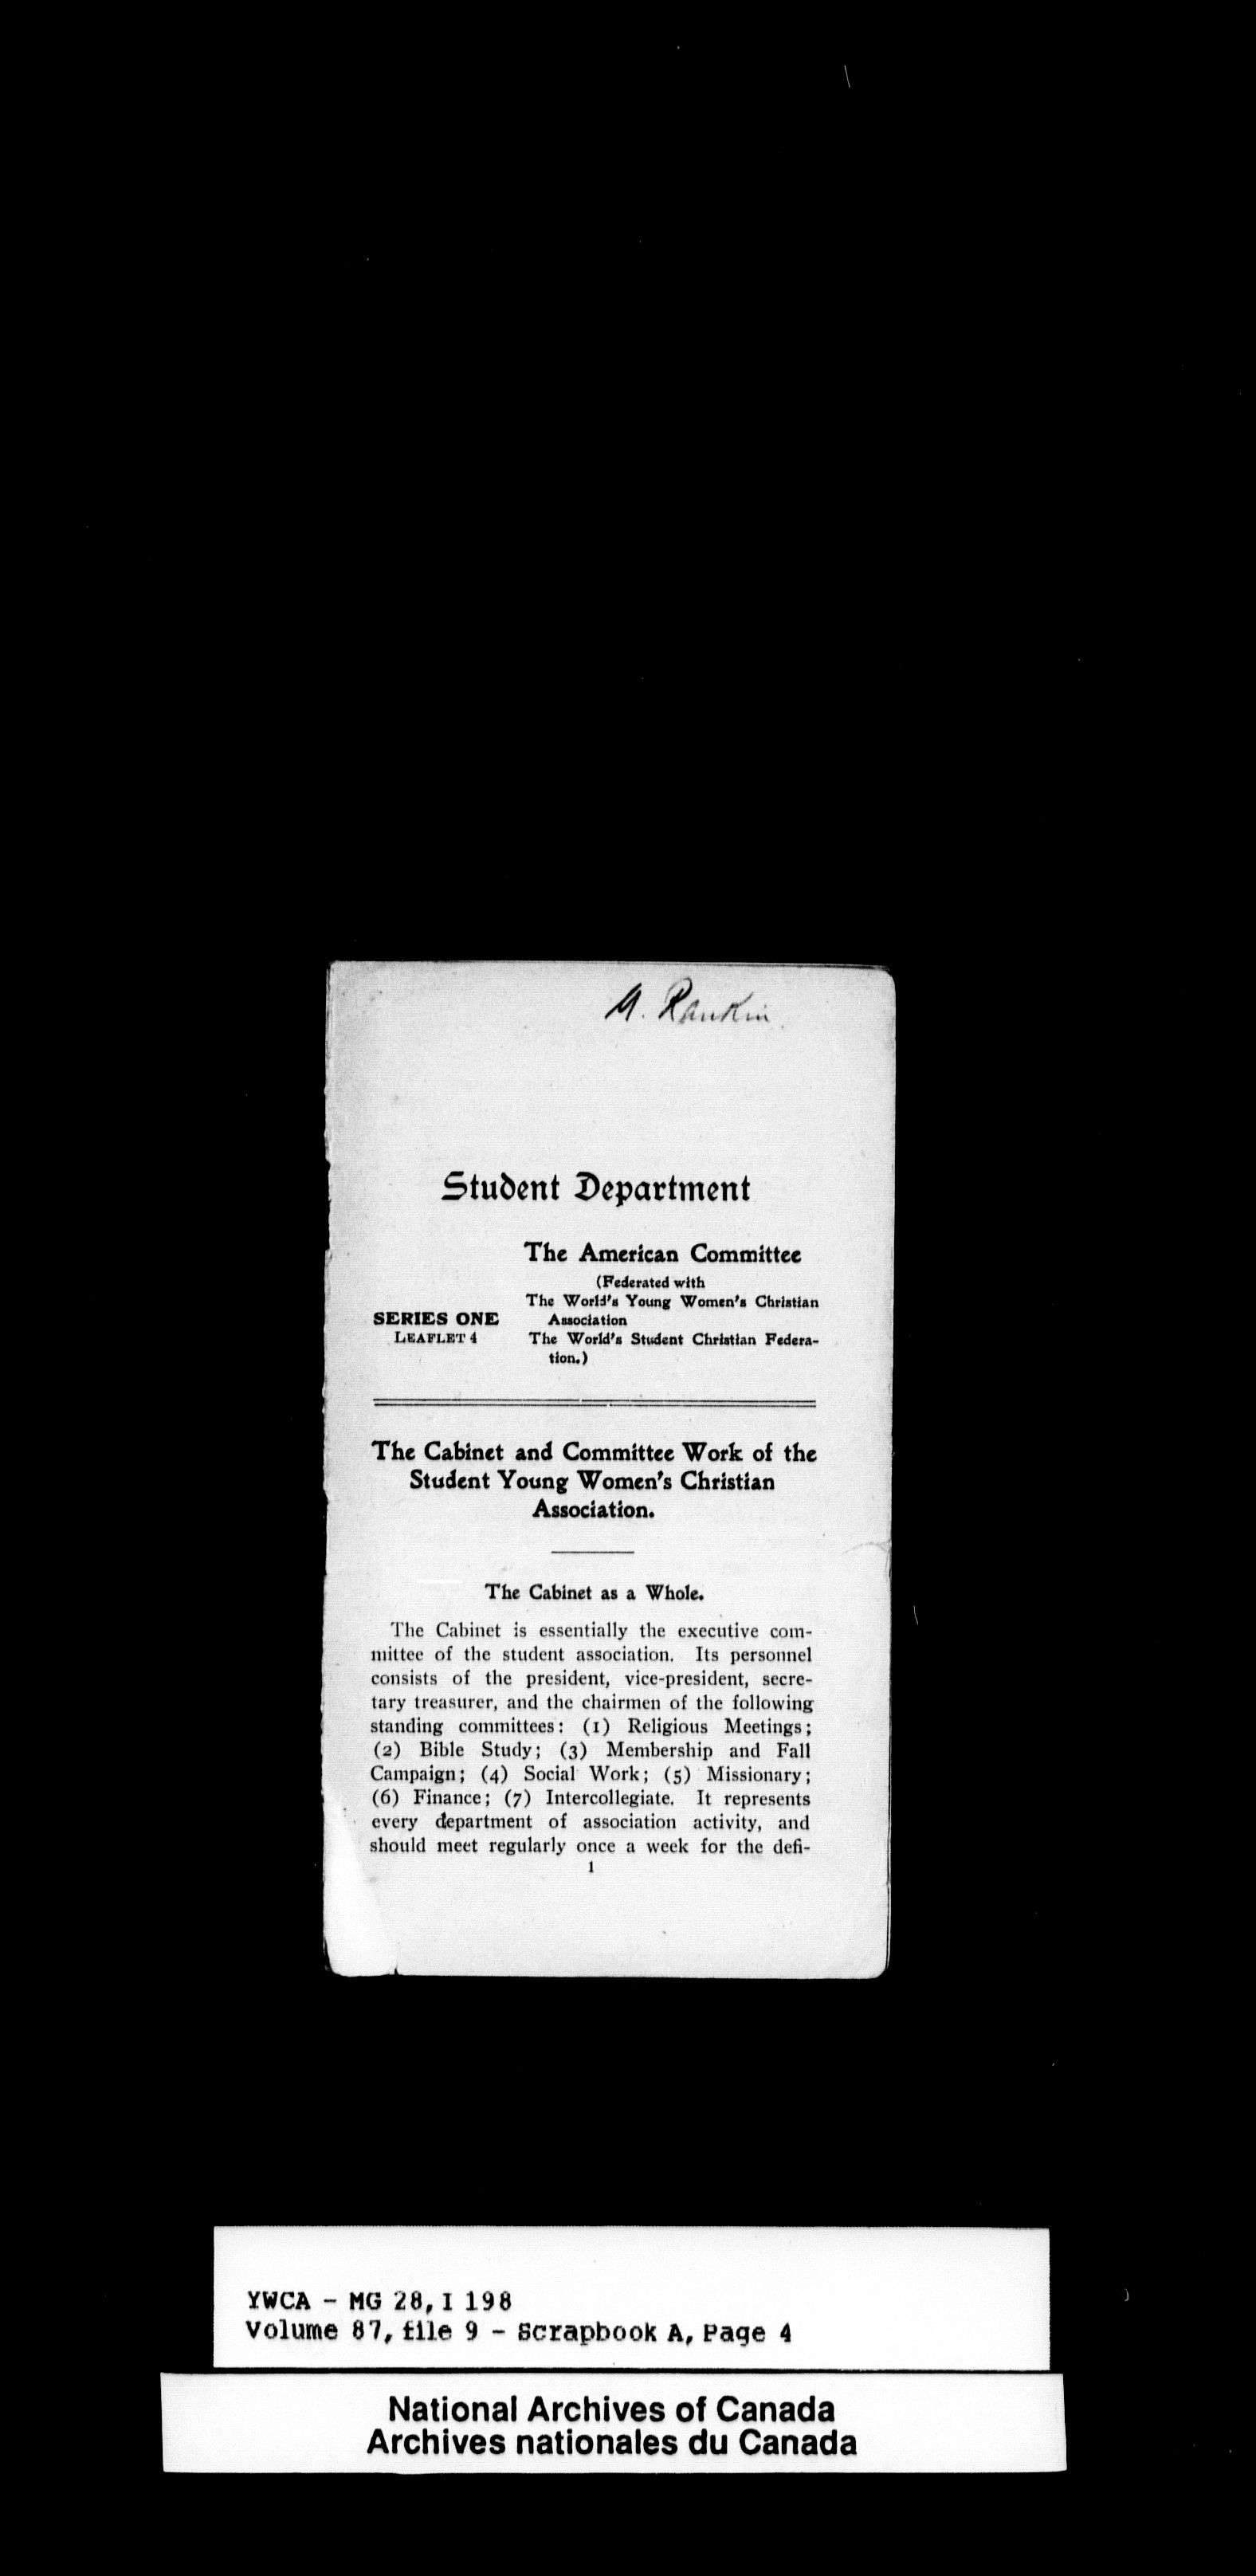 A. Rankin
Student Department
The American Committee
(Federated with
The World's Young Women's Christian
Association
The World's Student Christian Federa-
tion.)
SERIES ONE
LEAFLET 4
The Cabinet and Committee Work of the
Student Young Women's Christian
Association.
The Cabinet as a Whole.
The Cabinet is essentially the executive com-
mittee of the student association. Its personnel
consists of the president, vice-president, secre-
tary treasurer, and the chairmen of the following
standing committees: (1) Religious Meetings;
(2) Bible Study; (3) Membership and Fall
Campaign; (4) Social Work; (5) Missionary;
(6) Finance; (7) Intercollegiate. It represents
every department of association activity, and
should meet regularly once a week for the defi-
1
YWCA - MG 28, I 198
Volume 87, file 9 - Scrapbook A, Page 4
National Archives of Canada
Archives nationales du Canada